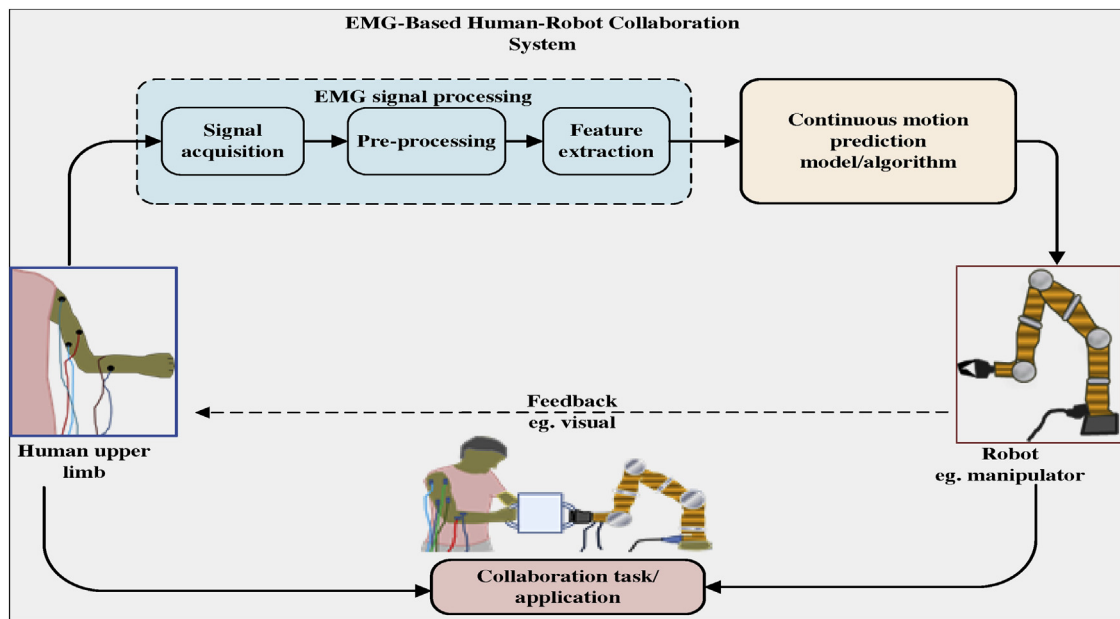 EMG-Based Human-Robot Collaboration
System
EMG signal processing
Signal
acquisition
Pre-processing
Feature
extraction
Continuous motion
prediction
model/algorithm
Feedback
eg. visual
Human upper
limb
Robot
eg. manipulator
Collaboration task/
application